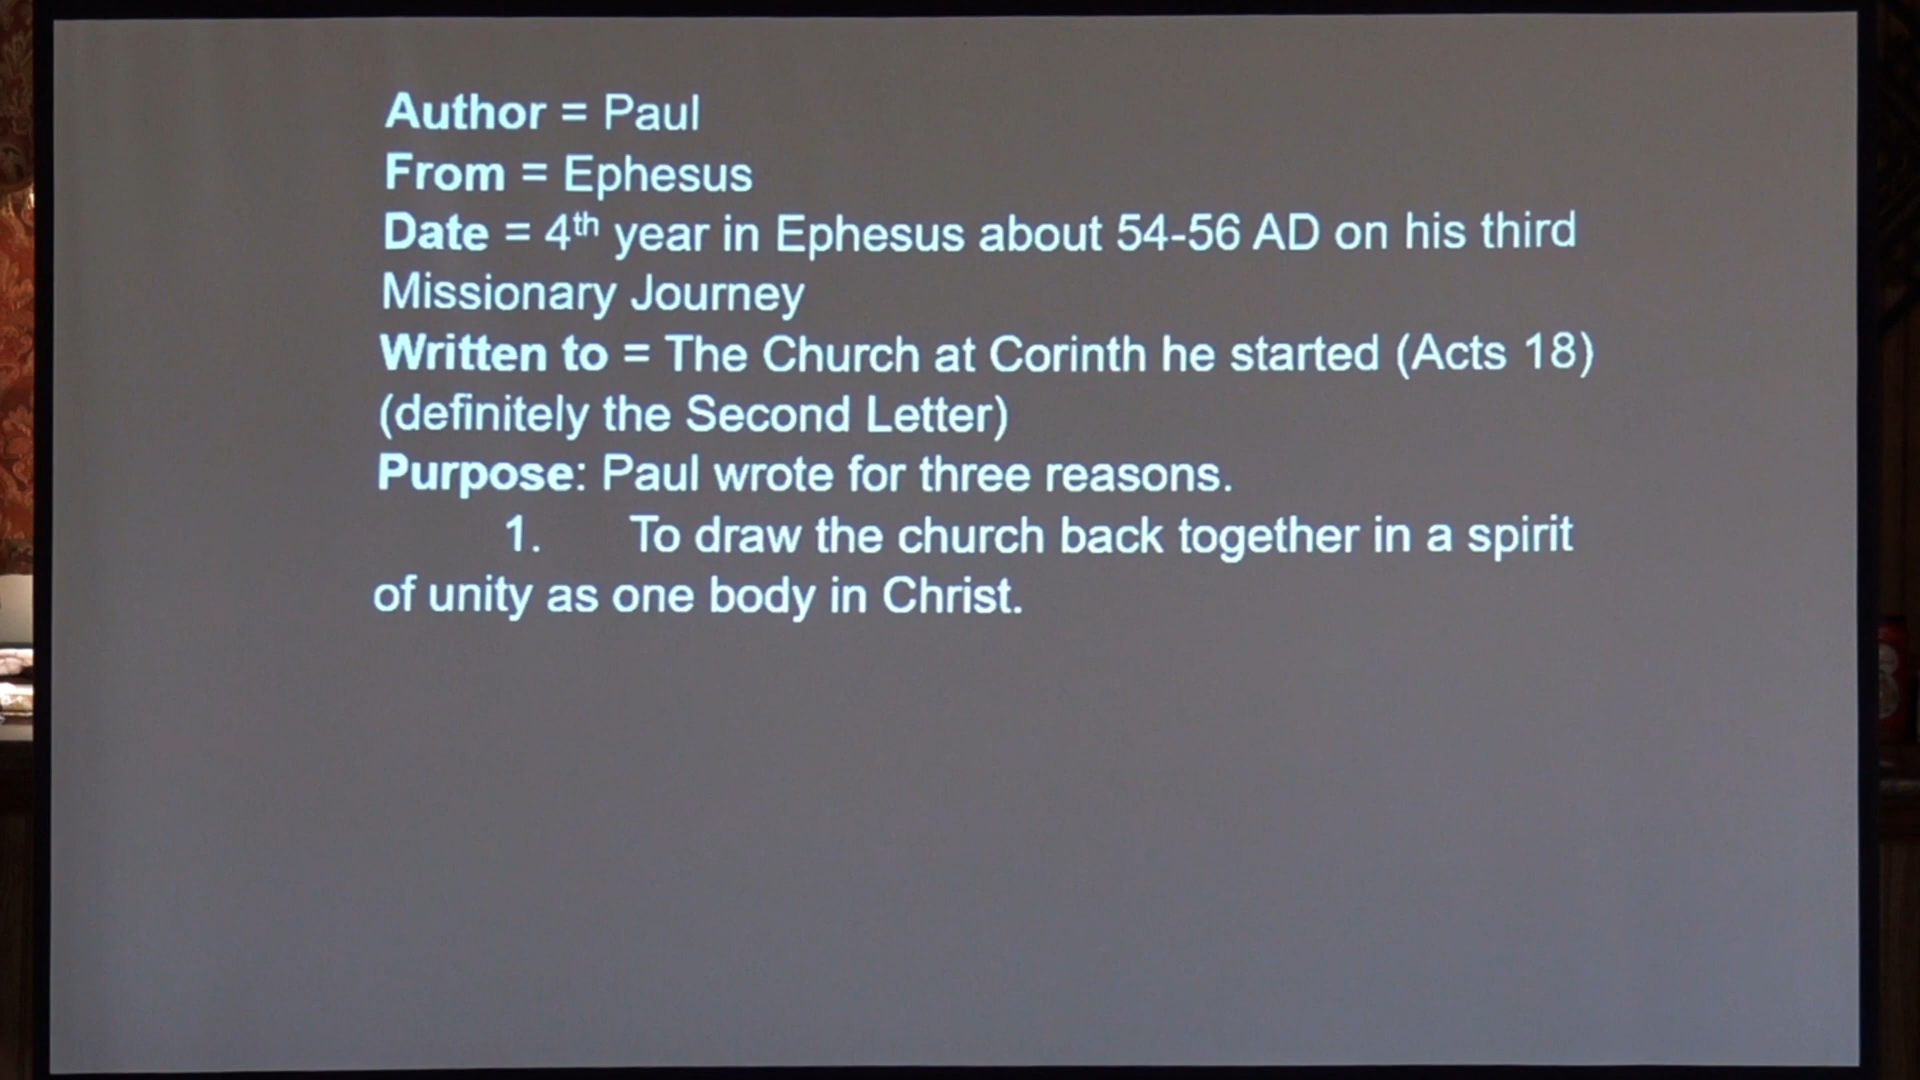 Author = Paul
From = Ephesus
Date = 4th year in Ephesus about 54-56 AD on his third
Missionary Journey
Written to = The Church at Corinth he started (Acts 18)
(definitely the Second Letter)
Purpose: Paul wrote for three reasons.
1. To draw the church back together in a spirit
of unity as one body in Christ.